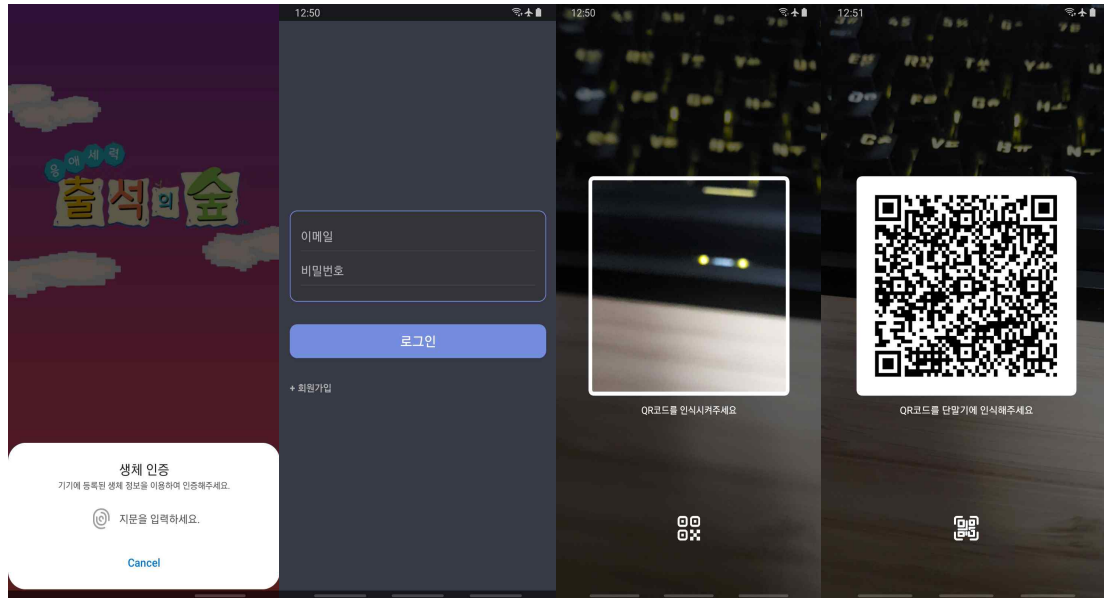 용애세력
출석의숲
생체 인증
기기에 등록된 생체 정보을 이용하여 인증해주세요.
지문을 입력하세요.
Cancel
12:50
이메일
비밀번호
로그인
+ 회원가입
12:50
QR코드를 인식시켜주세요
12:51
QR코드를 단말기에 인식해주세요